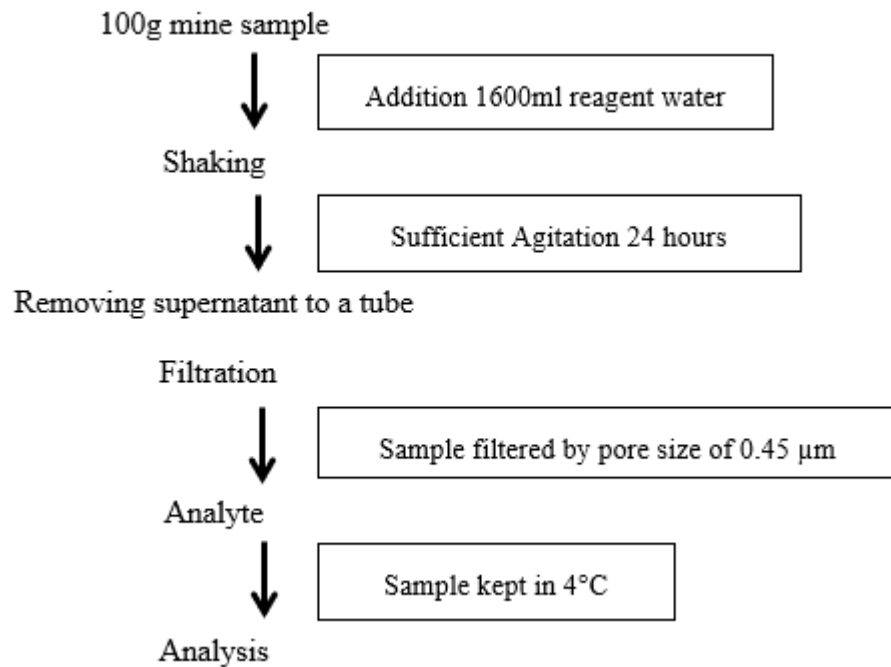 100g mine sample
Addition 1600ml reagent water
Shaking
Sufficient Agitation 24 hours
Removing supernatant to a tube
Filtration
Sample filtered by pore size of 0.45 µm
Analyte
Sample kept in 4°C
Analysis